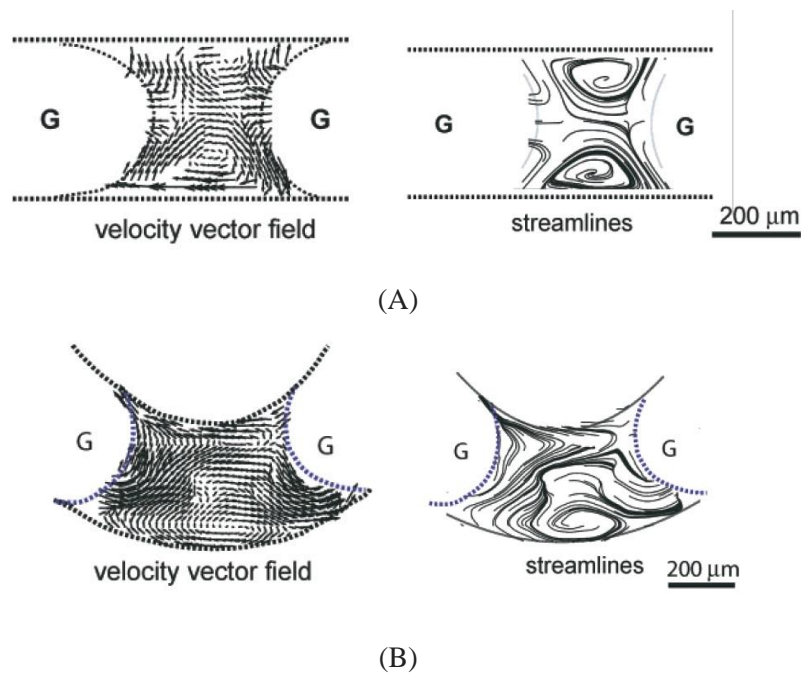 G G G
velocity vector field streamlines 200 μm
(A)
G G G G
velocity vector field streamlines 200 μm
(B)